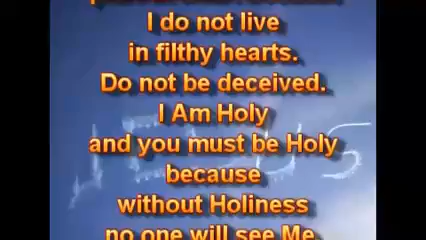 I do not live
in filthy hearts.
Do not be deceived.
I Am Holy
and you must be Holy
because
without Holiness
no one will see Me
JESUS